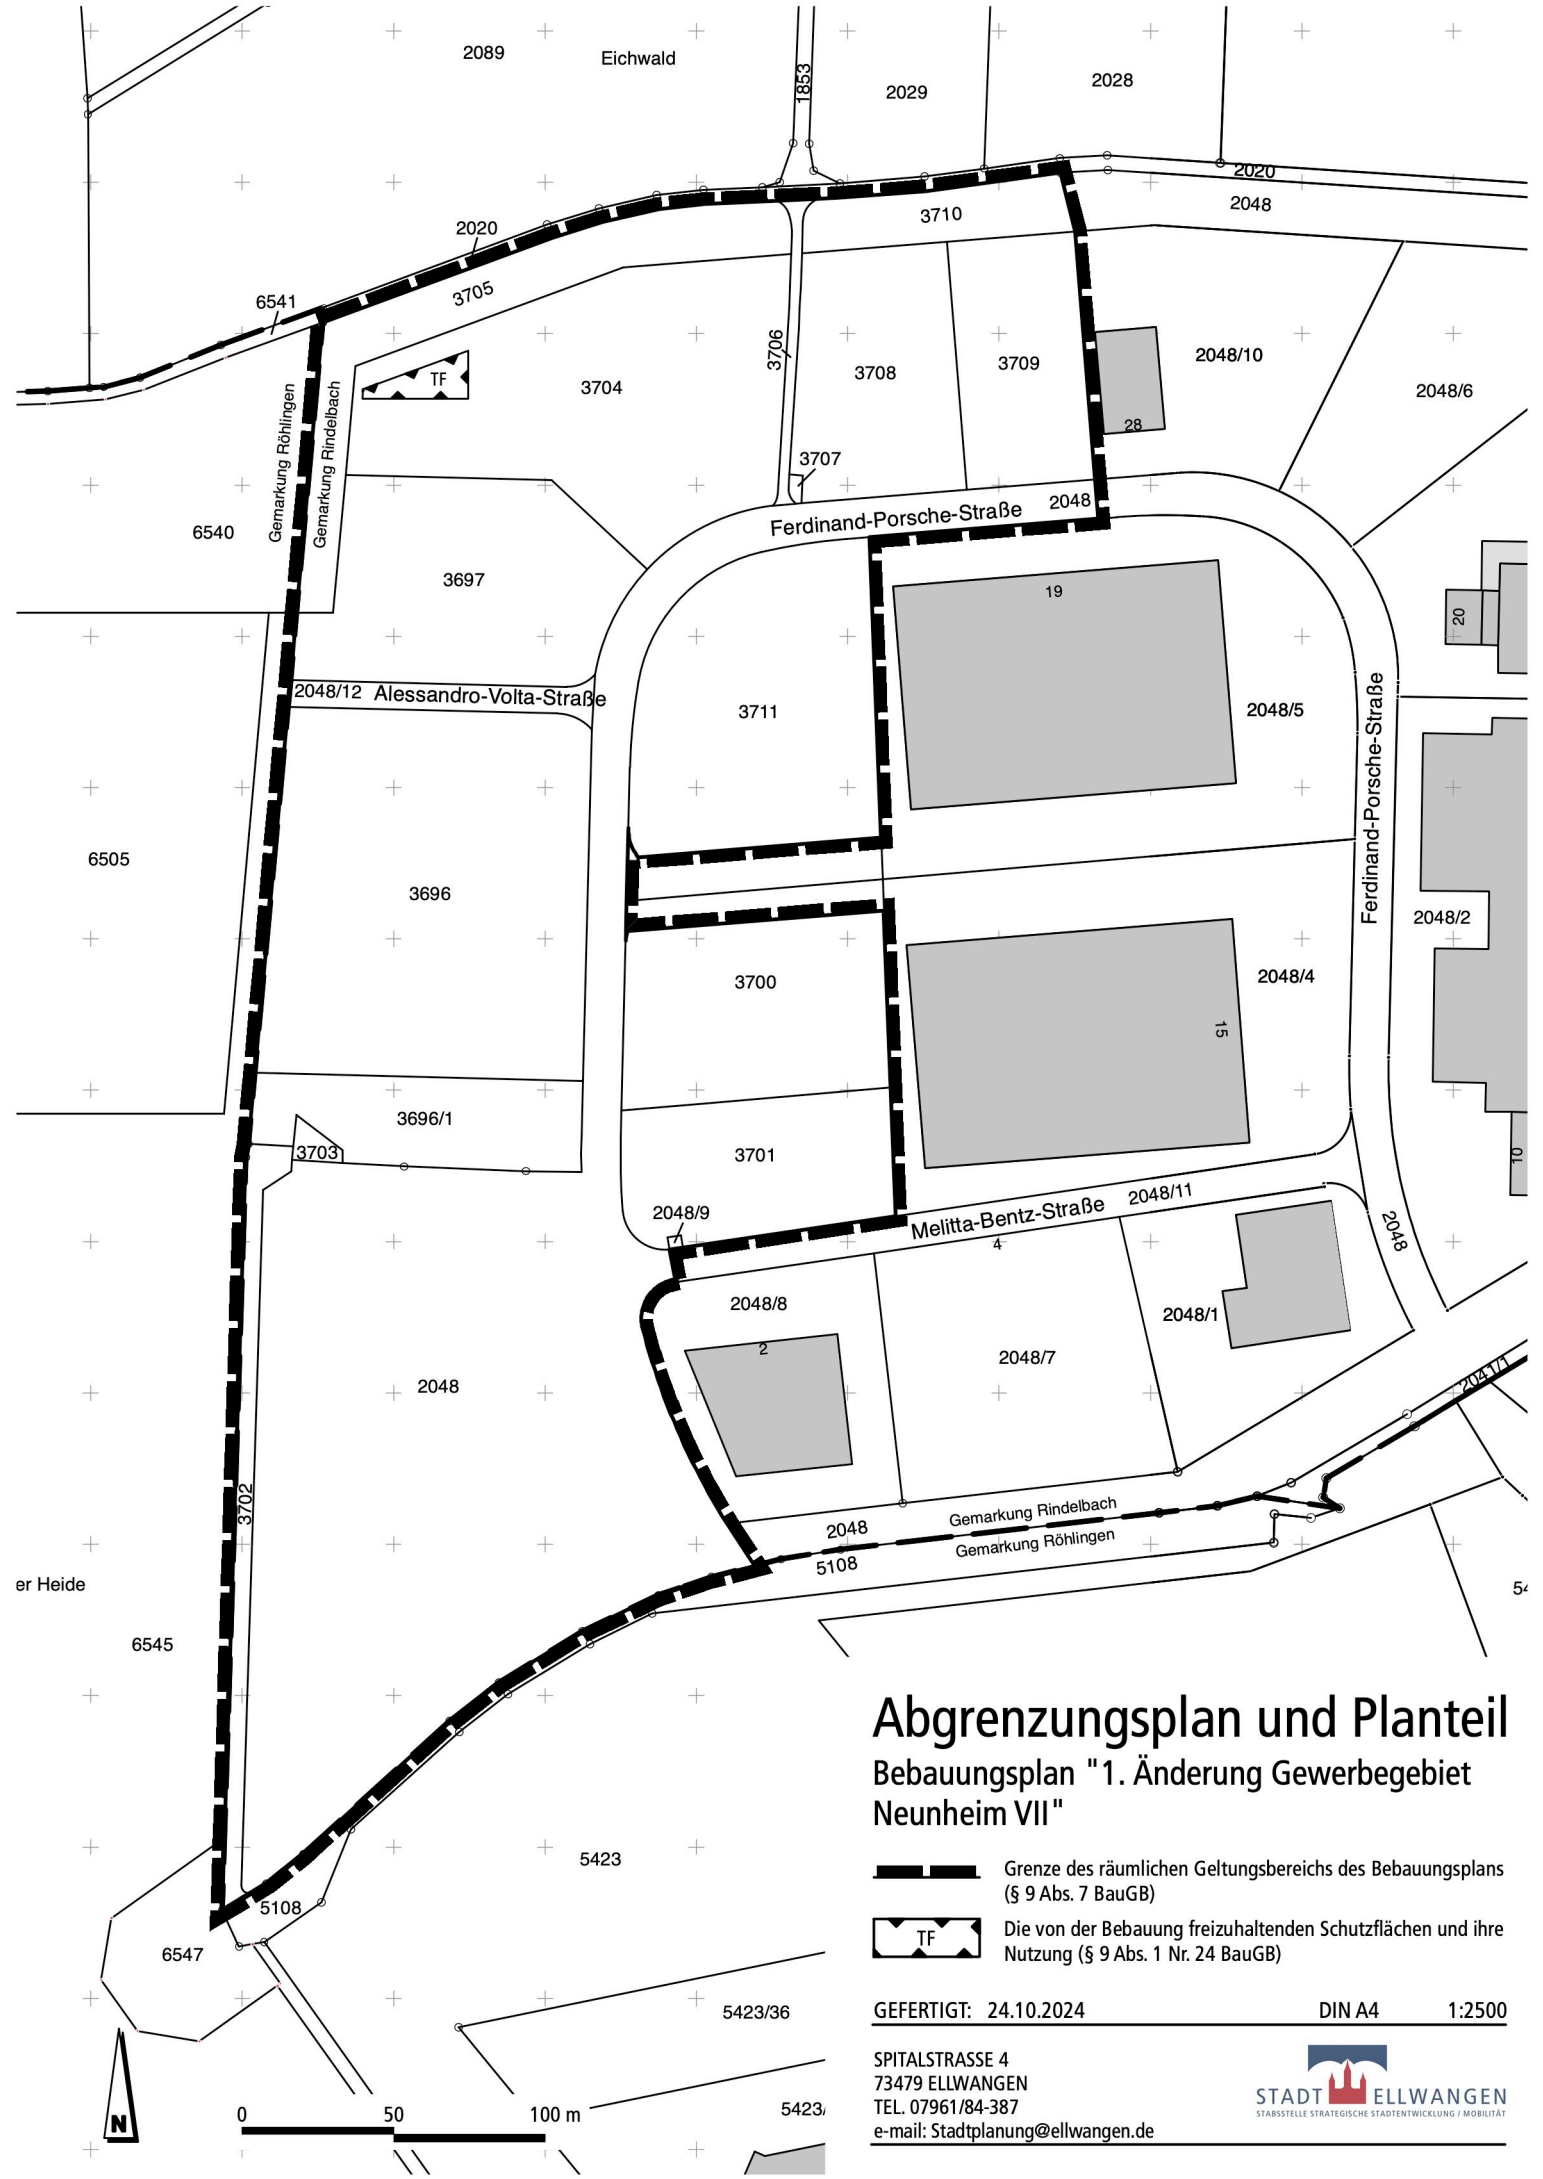 2089
Eichwald
1853
2029
2028
2020
2048
3710
2020
3705
6541
TF
3704
3706
3708
3709
2048/10
28
2048/6
Gemarkung Röhlingen
Gemarkung Rindelbach
3707
6540
Ferdinand-Porsche-Straße
2048
3697
19
20
2048/12
Alessandro-Volta-Straße
3711
2048/5
Ferdinand-Porsche-Straße
6505
3696
2048/2
3700
2048/4
15
3696/1
3703
3701
10
2048/9
Melitta-Bentz-Straße
2048/11
4
2048
2048/8
2
2048/7
2048/1
2041/1
2048
3702
2048
Gemarkung Rindelbach
Gemarkung Röhlingen
5108
er Heide
6545
54
5423
5108
6547
5423/36
5423/
N
0 50 100 m
Abgrenzungsplan und Planteil
Bebauungsplan "1. Änderung Gewerbegebiet
Neunheim VII"
Grenze des räumlichen Geltungsbereichs des Bebauungsplans
(§ 9 Abs. 7 BauGB)
TF
Die von der Bebauung freizuhaltenden Schutzflächen und ihre
Nutzung (§ 9 Abs. 1 Nr. 24 BauGB)
GEFERTIGT: 24.10.2024 DIN A4 1:2500
SPITALSTRASSE 4
73479 ELLWANGEN
TEL. 07961/84-387
e-mail: Stadtplanung@ellwangen.de
STADT ELLWANGEN
STABSSTELLE STRATEGISCHE STADTENTWICKLUNG / MOBILITÄT